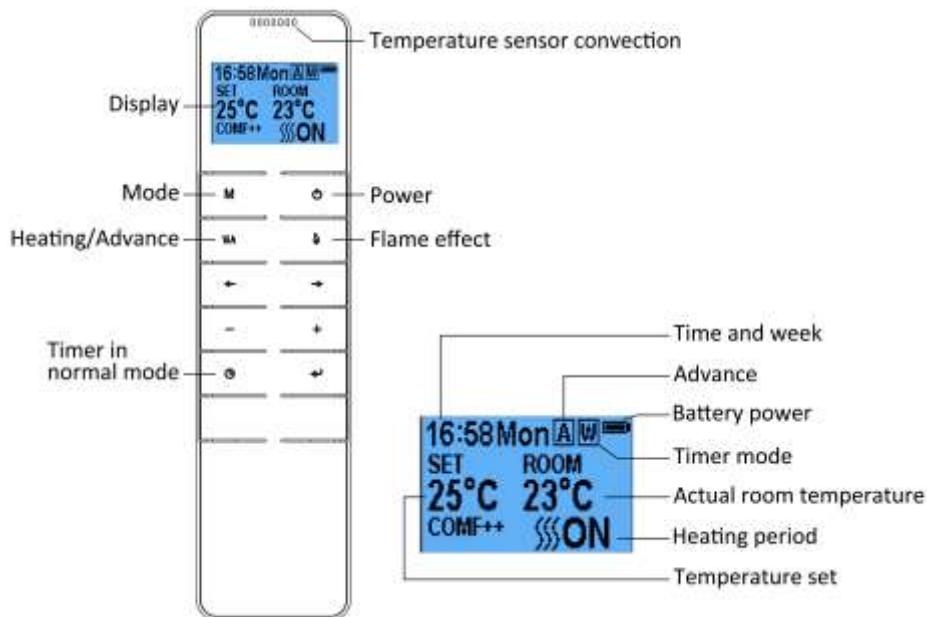 Temperature sensor convection
16:58Mon A W
SET ROOM
25°C 23°C
COMF++ ON
Display
Mode
M
Power
Heating/Advance
Flame effect
← →
- +
Timer in
normal mode
Time and week
Advance
Battery power
16:58Mon A W
Timer mode
SET ROOM
25°C 23°C
Actual room temperature
COMF++ ON
Heating period
Temperature set